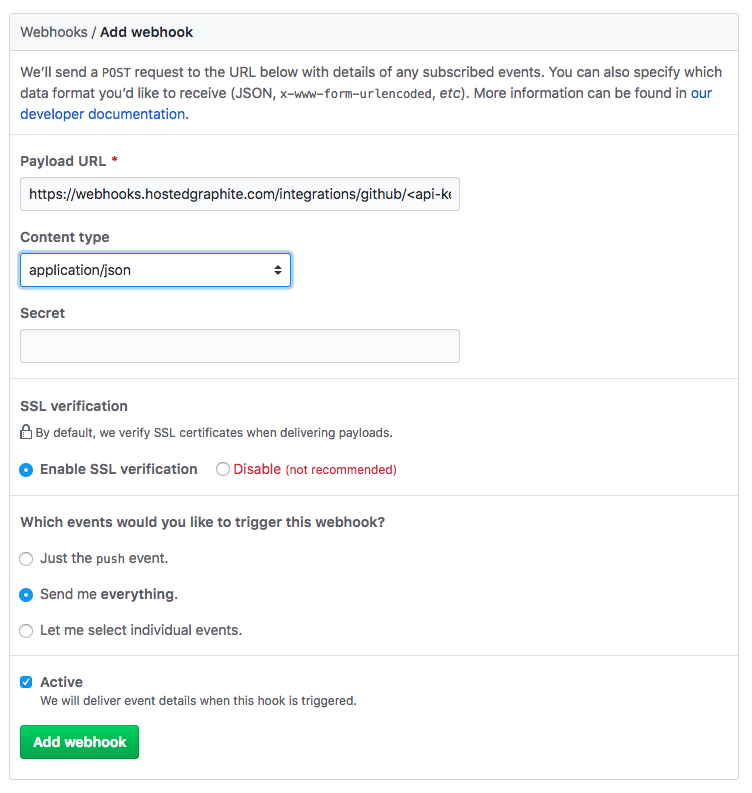 Webhooks / Add webhook
We’ll send a POST request to the URL below with details of any subscribed events. You can also specify which
data format you’d like to receive (JSON, x-www-form-urlencoded, etc). More information can be found in our
developer documentation.
Payload URL *
https://webhooks.hostedgraphite.com/integrations/github/<api-ke
Content type
application/json
Secret
SSL verification
By default, we verify SSL certificates when delivering payloads.
Enable SSL verification Disable (not recommended)
Which events would you like to trigger this webhook?
Just the push event.
Send me everything.
Let me select individual events.
Active
We will deliver event details when this hook is triggered.
Add webhook